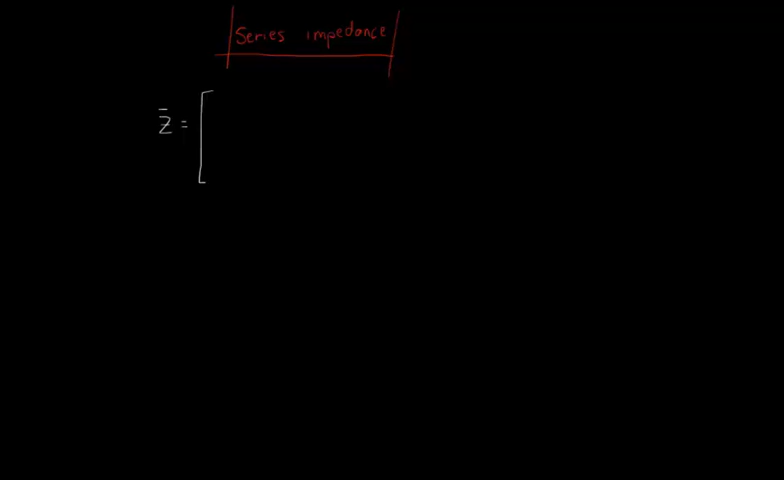 Series impedance
Z̄ = [